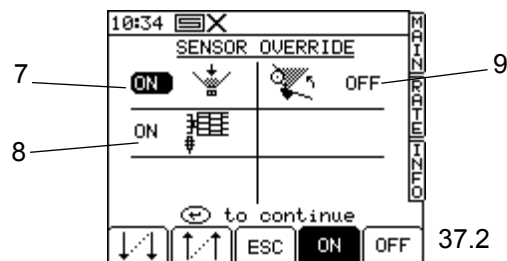 10:34
SENSOR OVERRIDE
7 ON OFF 9
8 ON
MAIN
RATE
INFO
to continue
ESC ON OFF
37.2